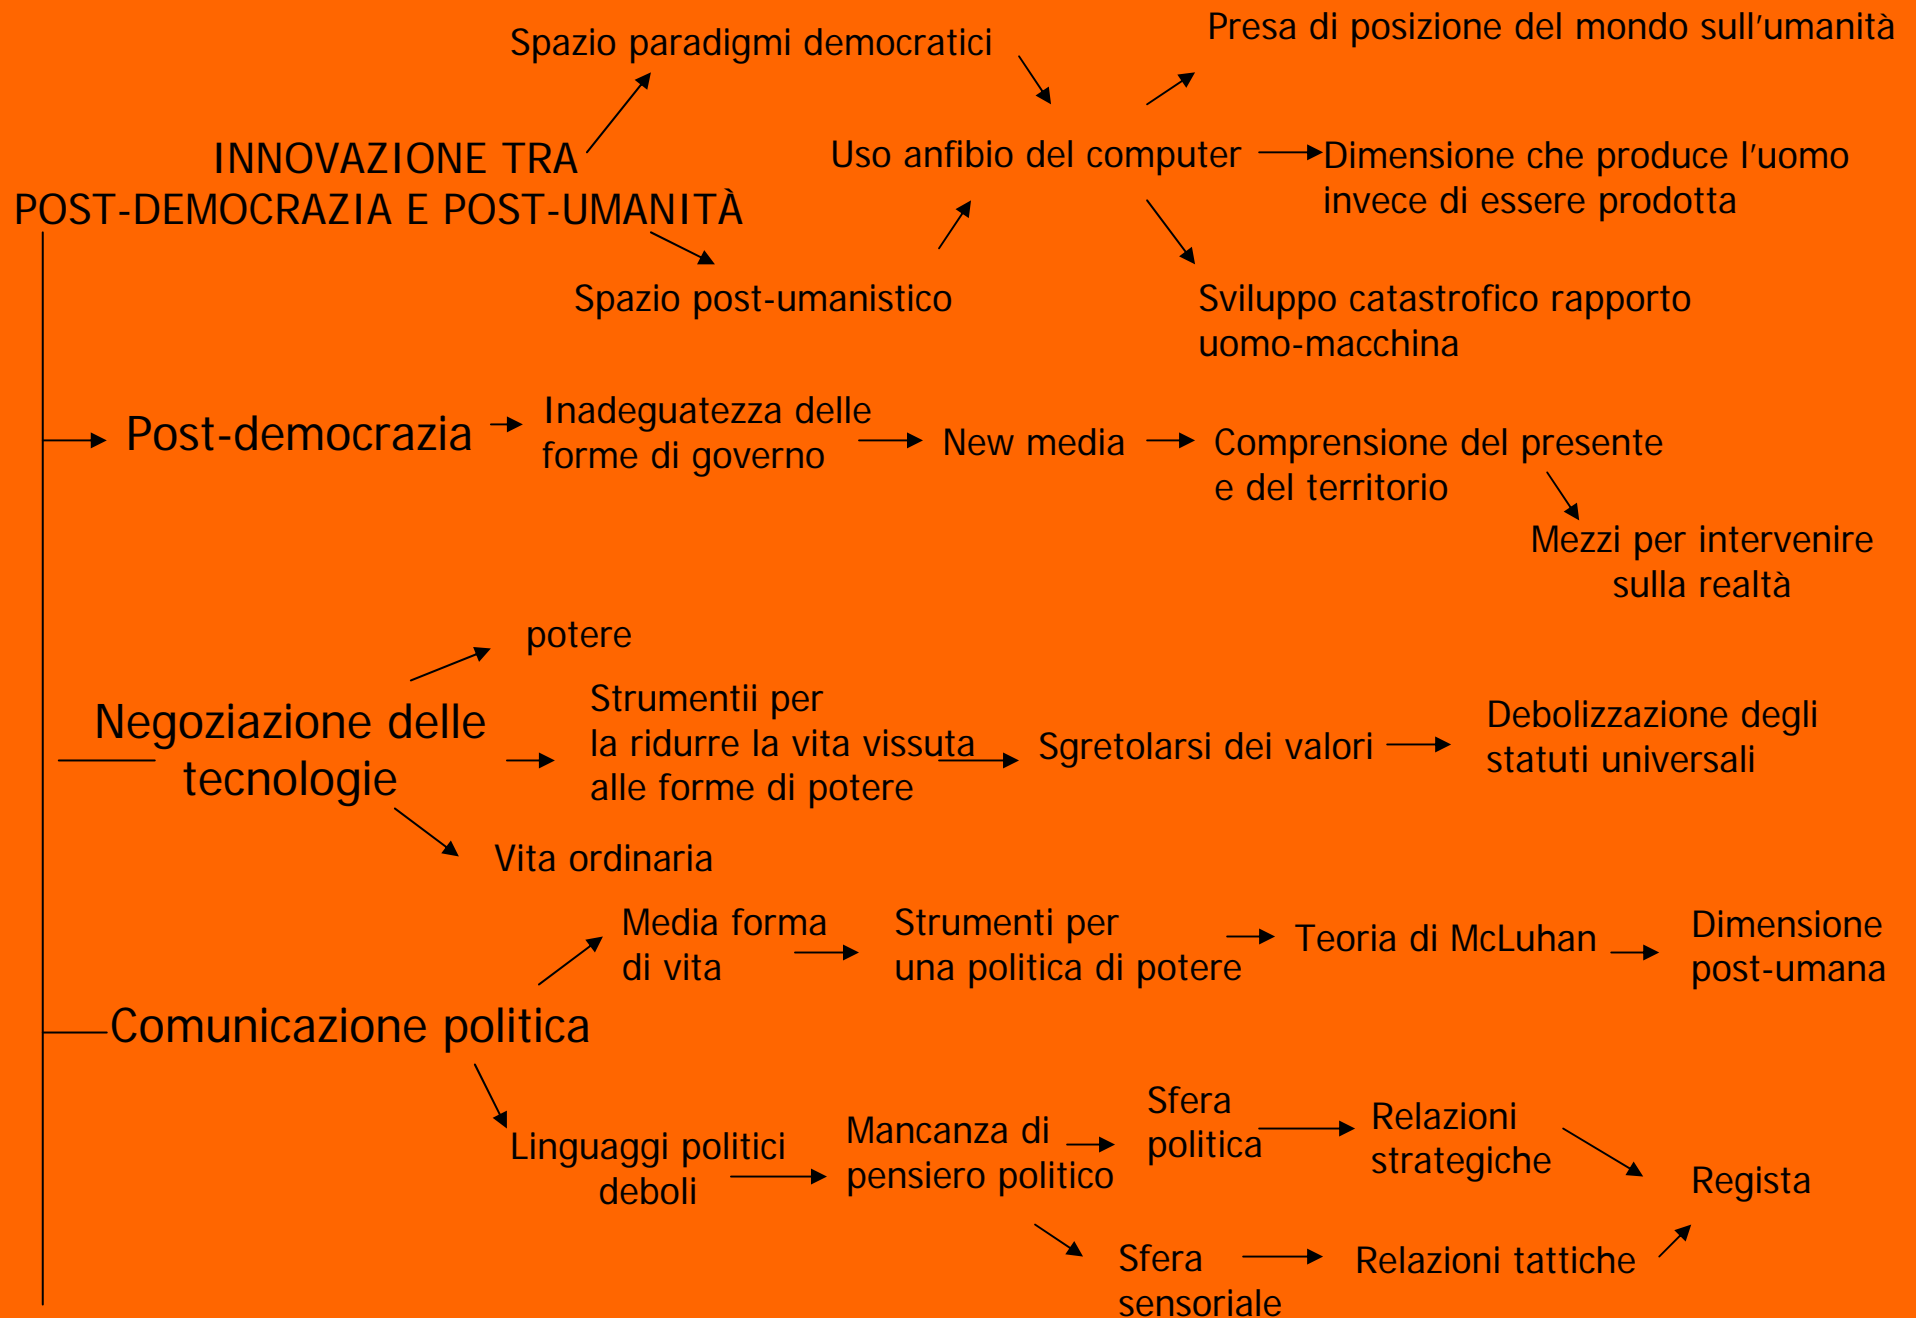 Spazio paradigmi democratici
Presa di posizione del mondo sull'umanità
INNOVAZIONE TRA
POST-DEMOCRAZIA E POST-UMANITÀ
Uso anfibio del computer
Dimensione che produce l'uomo
invece di essere prodotta
Spazio post-umanistico
Sviluppo catastrofico rapporto
uomo-macchina
Post-democrazia
Inadeguatezza delle
forme di governo
New media
Comprensione del presente
e del territorio
Mezzi per intervenire
sulla realtà
potere
Negoziazione delle
tecnologie
Strumentii per
la ridurre la vita vissuta
alle forme di potere
Sgretolarsi dei valori
Debolizzazione degli
statuti universali
Vita ordinaria
Media forma
di vita
Strumenti per
una politica di potere
Teoria di McLuhan
Dimensione
post-umana
Comunicazione politica
Linguaggi politici
deboli
Mancanza di
pensiero politico
Sfera
politica
Relazioni
strategiche
Regista
Sfera
sensoriale
Relazioni tattiche